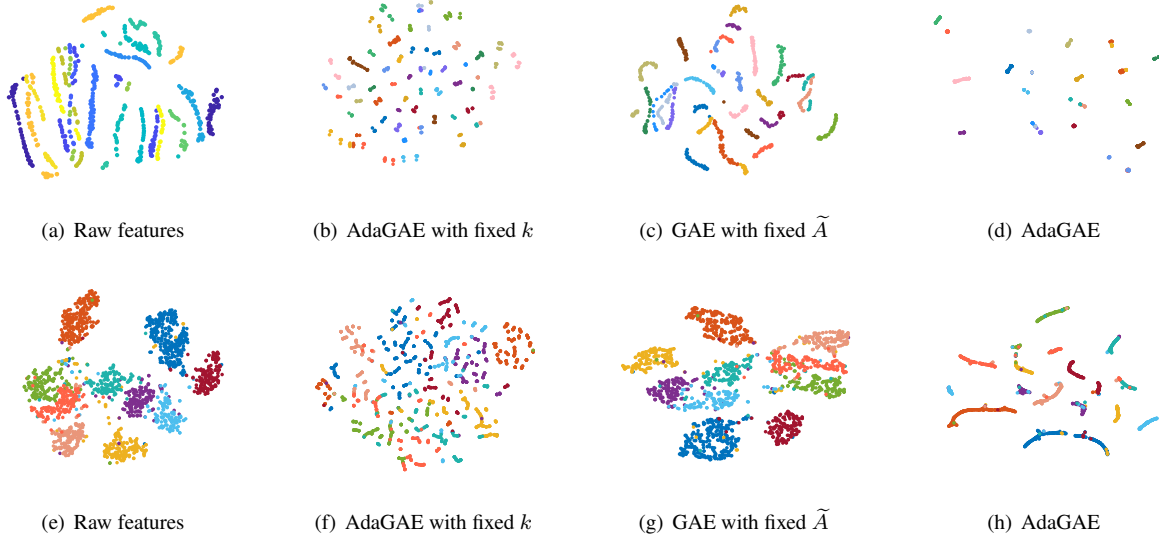 (a) Raw features
(b) AdaGAE with fixed k
(c) GAE with fixed Ã
(d) AdaGAE
(e) Raw features
(f) AdaGAE with fixed k
(g) GAE with fixed Ã
(h) AdaGAE